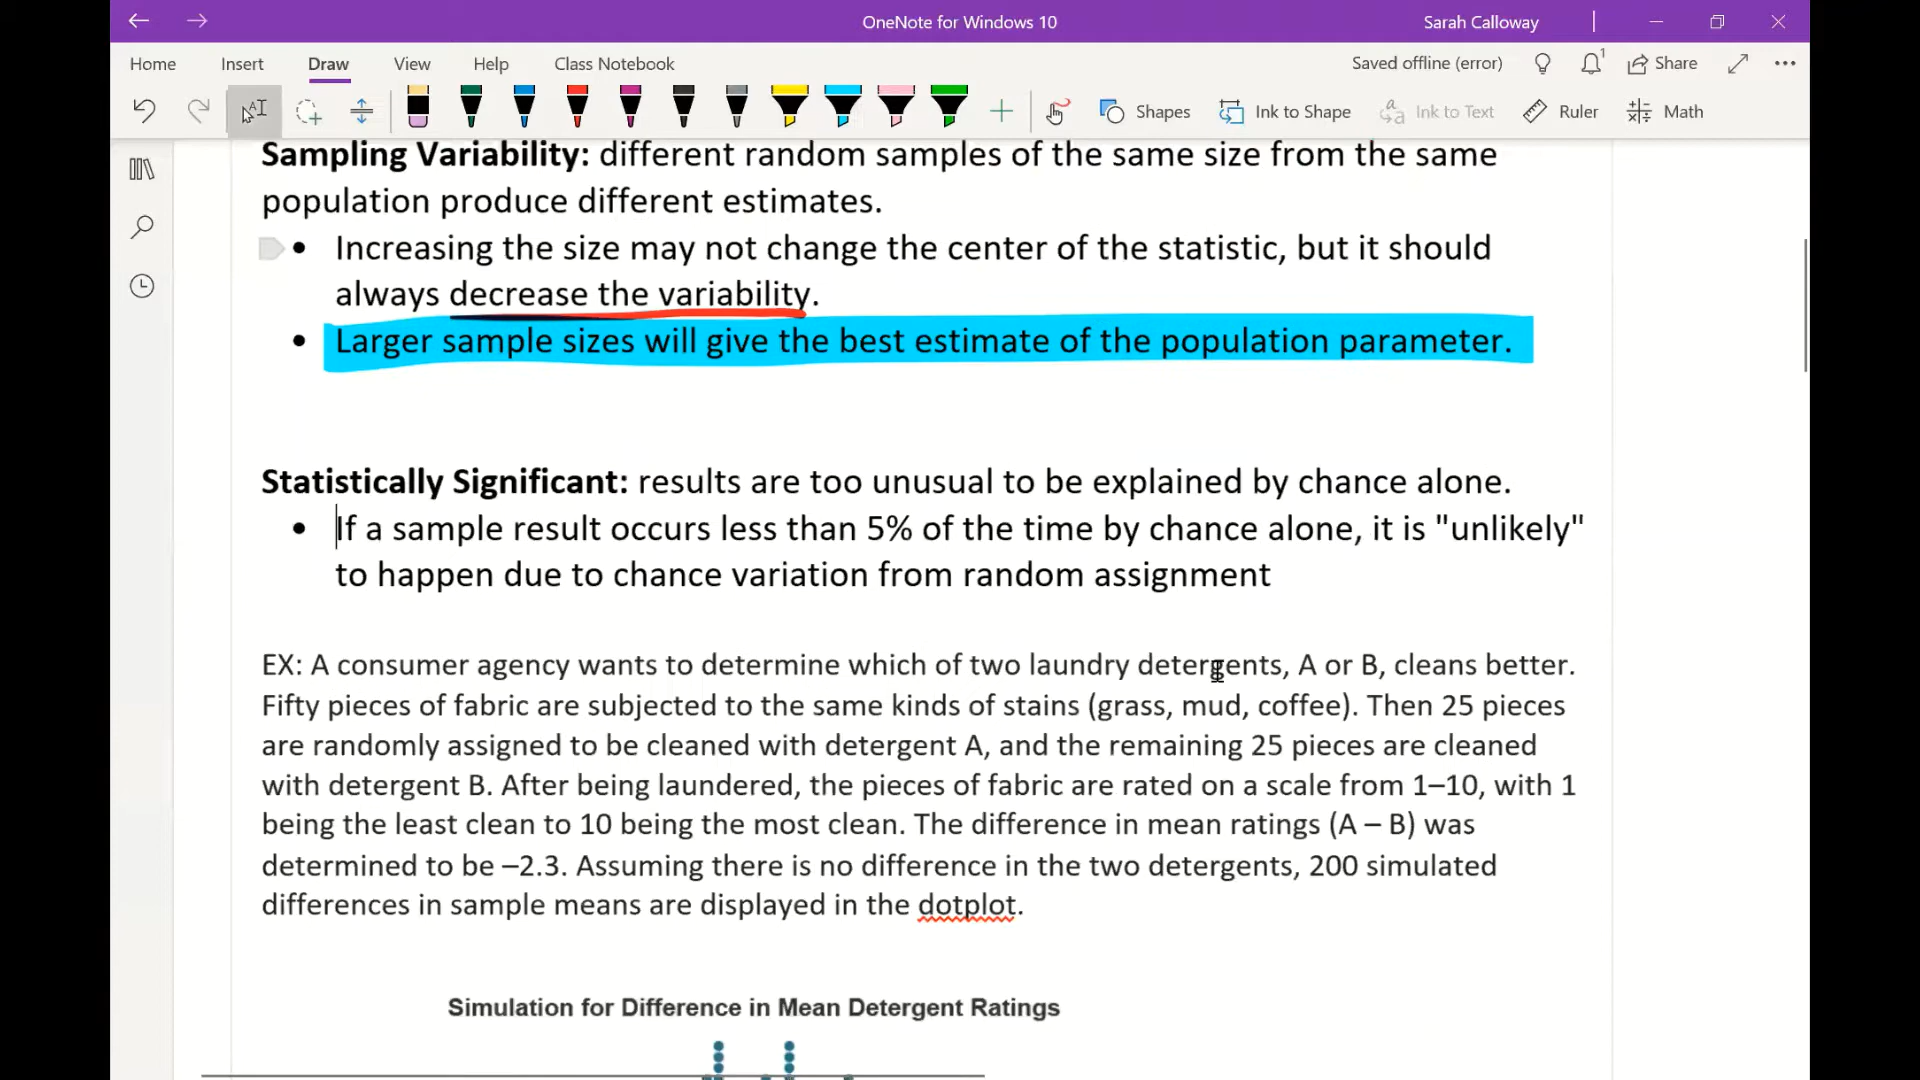 OneNote for Windows 10
Sarah Calloway
Home Insert Draw View Help Class Notebook
Saved offline (error) 1 Share
Shapes Ink to Shape Ink to Text Ruler Math
Sampling Variability: different random samples of the same size from the same
population produce different estimates.
• Increasing the size may not change the center of the statistic, but it should
always decrease the variability.
• Larger sample sizes will give the best estimate of the population parameter.
Statistically Significant: results are too unusual to be explained by chance alone.
• If a sample result occurs less than 5% of the time by chance alone, it is "unlikely"
to happen due to chance variation from random assignment
EX: A consumer agency wants to determine which of two laundry detergents, A or B, cleans better.
Fifty pieces of fabric are subjected to the same kinds of stains (grass, mud, coffee). Then 25 pieces
are randomly assigned to be cleaned with detergent A, and the remaining 25 pieces are cleaned
with detergent B. After being laundered, the pieces of fabric are rated on a scale from 1–10, with 1
being the least clean to 10 being the most clean. The difference in mean ratings (A – B) was
determined to be –2.3. Assuming there is no difference in the two detergents, 200 simulated
differences in sample means are displayed in the dotplot.
Simulation for Difference in Mean Detergent Ratings